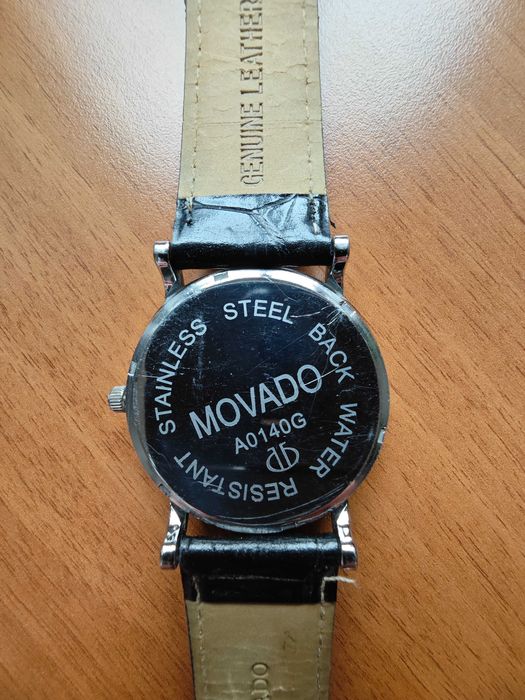 GENUINE LEATHER
STAINLESS STEEL BACK WATER RESISTANT
MOVADO
A0140G